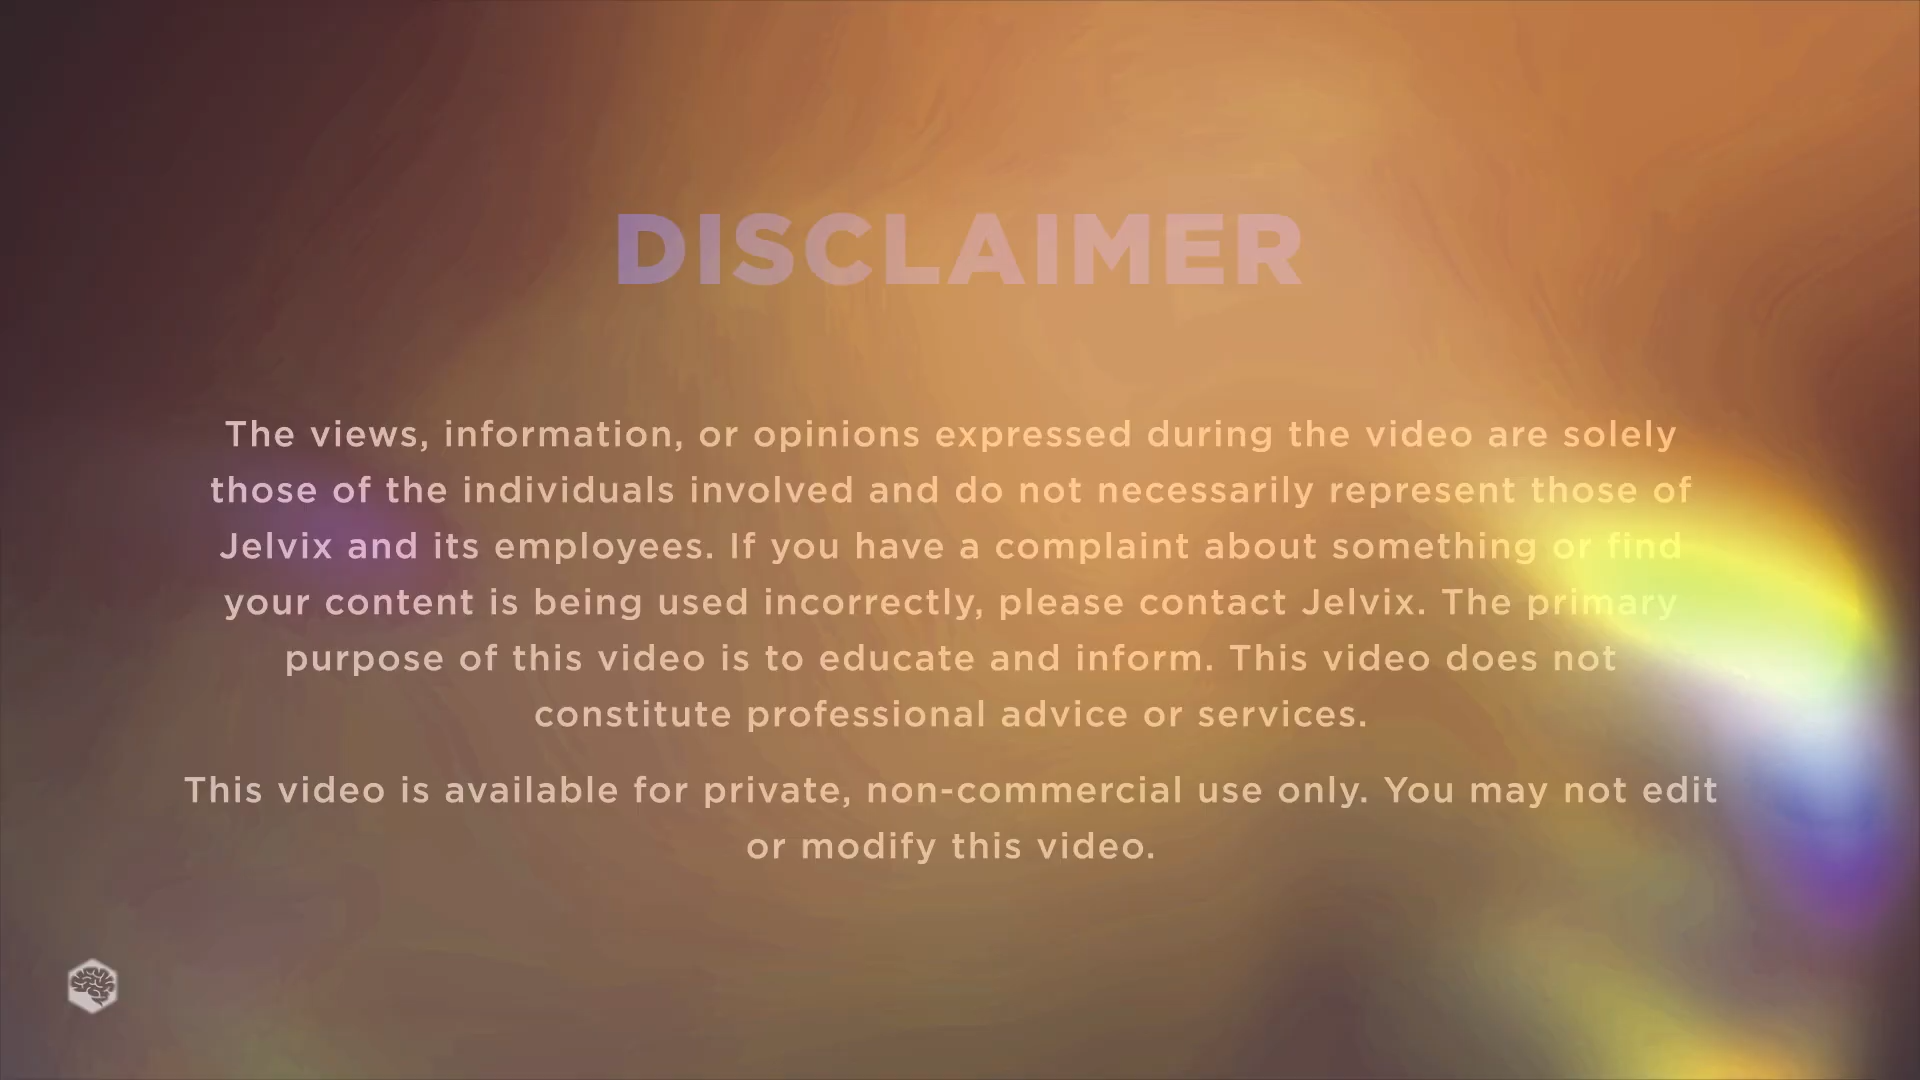 DISCLAIMER
The views, information, or opinions expressed during the video are solely
those of the individuals involved and do not necessarily represent those of
Jelvix and its employees. If you have a complaint about something or find
your content is being used incorrectly, please contact Jelvix. The primary
purpose of this video is to educate and inform. This video does not
constitute professional advice or services.
This video is available for private, non-commercial use only. You may not edit
or modify this video.